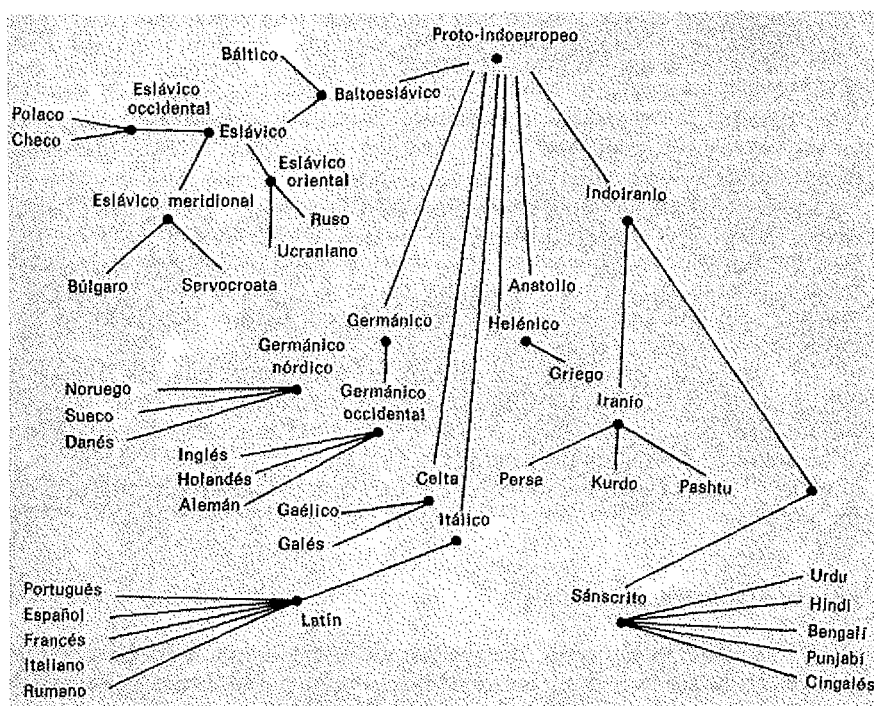 Proto-indoeuropeo
Báltico
Baltoeslávico
Eslávico
occidental
Polaco
Checo
Eslávico
Eslávico
oriental
Eslávico meridional
Ruso
Ucraniano
Búlgaro
Servocroata
Indoiranio
Anatolio
Germánico
Helénico
Germánico
nórdico
Griego
Noruego
Sueco
Danés
Germánico
occidental
Iranio
Inglés
Holandés
Alemán
Celta
Persa
Kurdo
Pashtu
Gaélico
Galés
Itálico
Portugués
Español
Francés
Italiano
Rumano
Latín
Sánscrito
Urdu
Hindi
Bengalí
Punjabí
Cingalés